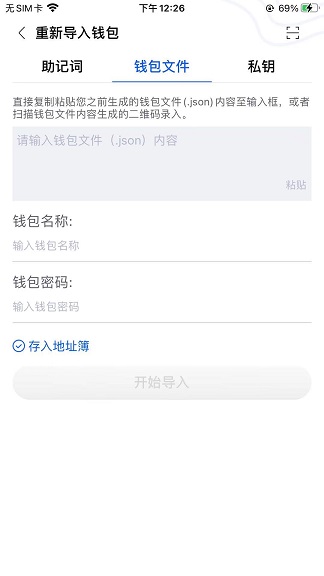 无SIM卡 下午12:26 69%
重新导入钱包
助记词 钱包文件 私钥
直接复制粘贴您之前生成的钱包文件(.json)内容至输入框，或者
扫描钱包文件内容生成的二维码录入。
请输入钱包文件（.json）内容
粘贴
钱包名称:
输入钱包名称
钱包密码:
输入钱包密码
存入地址簿
开始导入